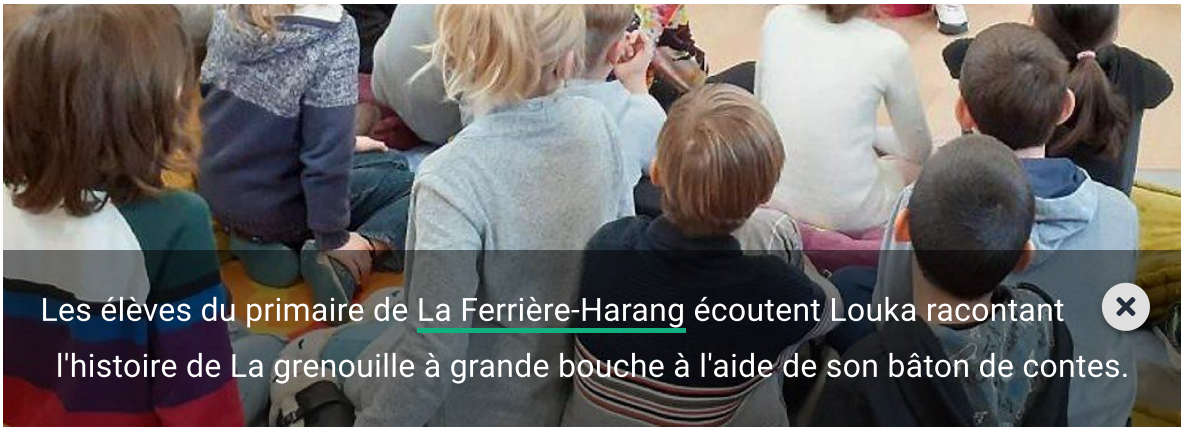 Les élèves du primaire de La Ferrière-Harang écoutent Louka racontant
l'histoire de La grenouille à grande bouche à l'aide de son bâton de contes.